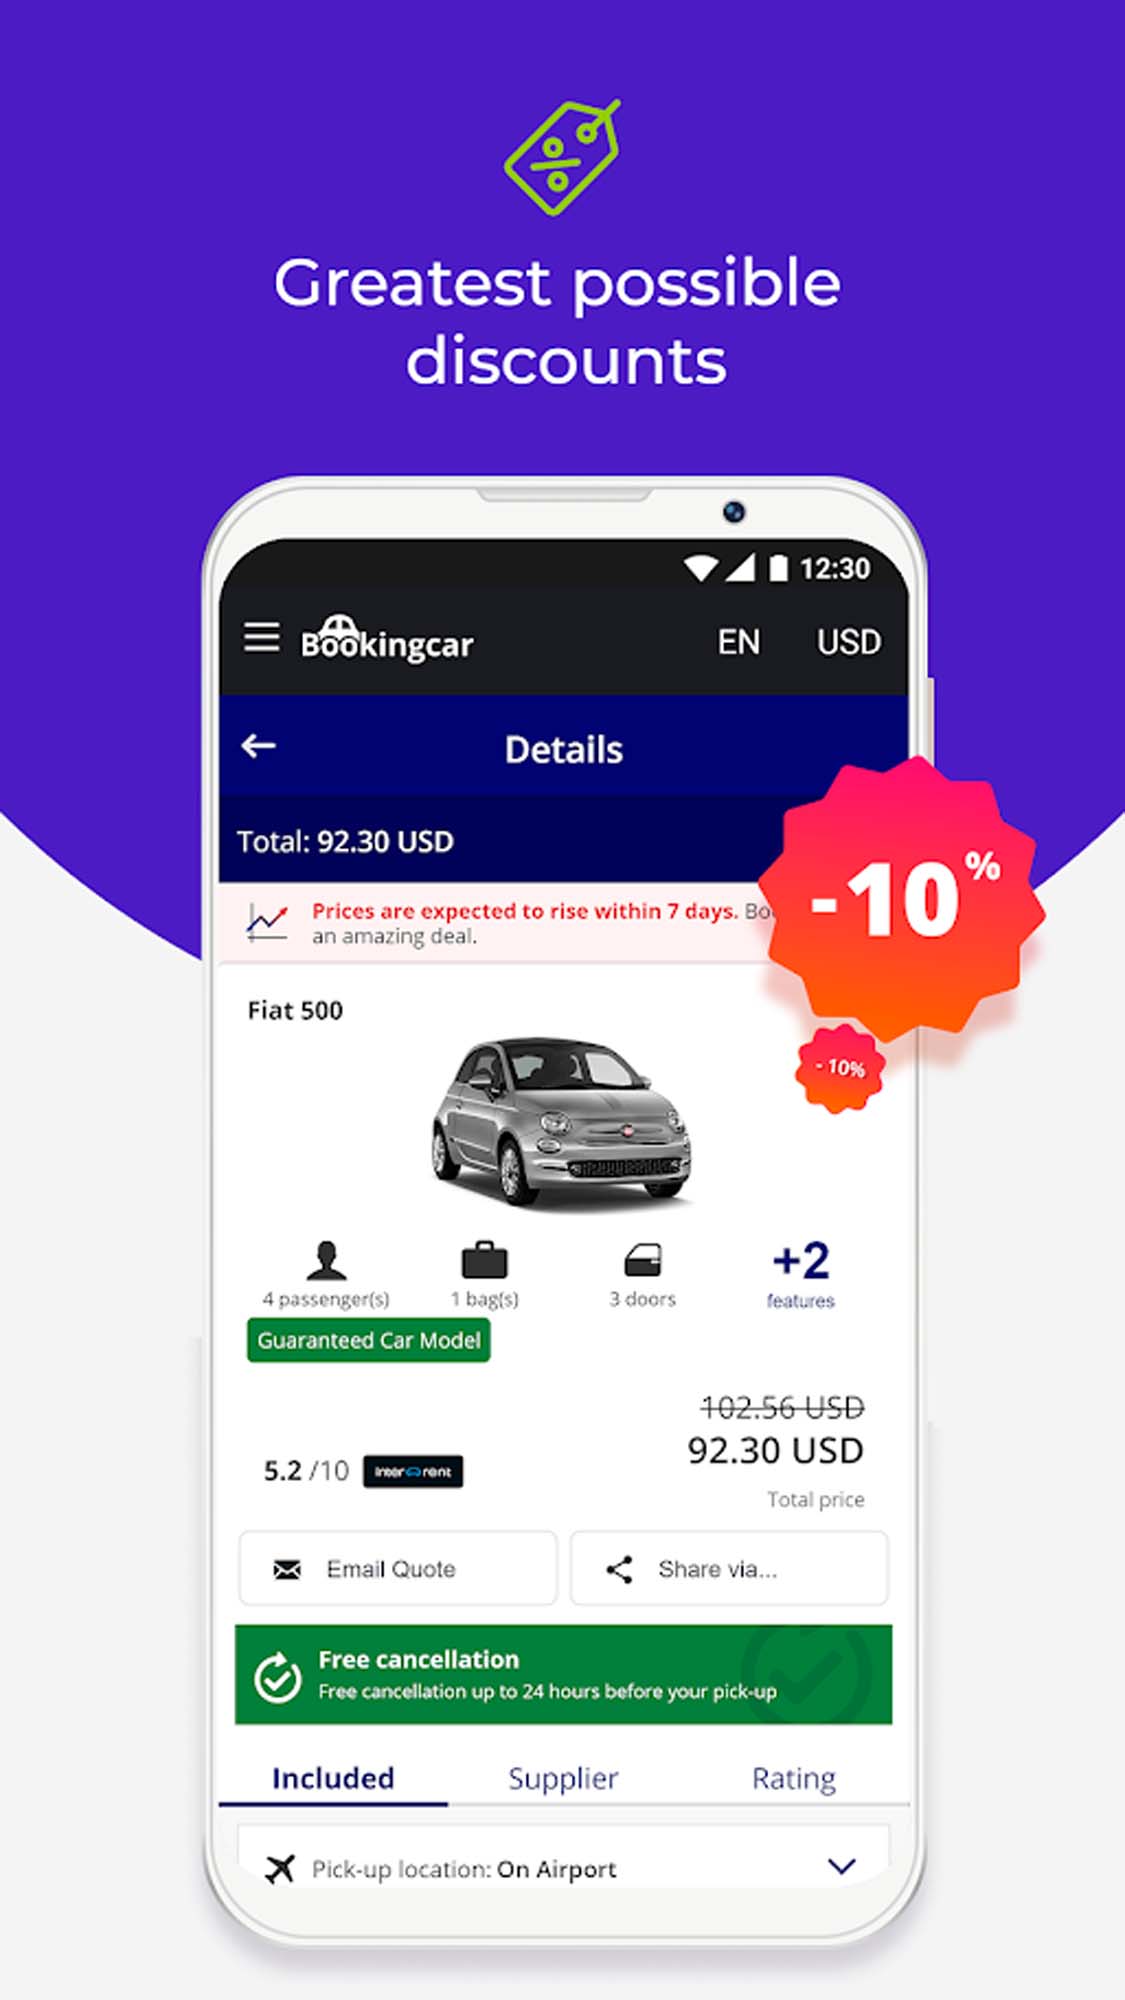 Greatest possible
discounts
12:30
Bookingcar
EN
USD
Details
Total: 92.30 USD
-10%
Prices are expected to rise within 7 days.
an amazing deal.
Fiat 500
- 10%
4 passenger(s)
1 bag(s)
3 doors
+2
features
Guaranteed Car Model
102.56 USD
92.30 USD
5.2 /10
Inter rent
Total price
Email Quote
Share via...
Free cancellation
Free cancellation up to 24 hours before your pick-up
Included
Supplier
Rating
Pick-up location: On Airport